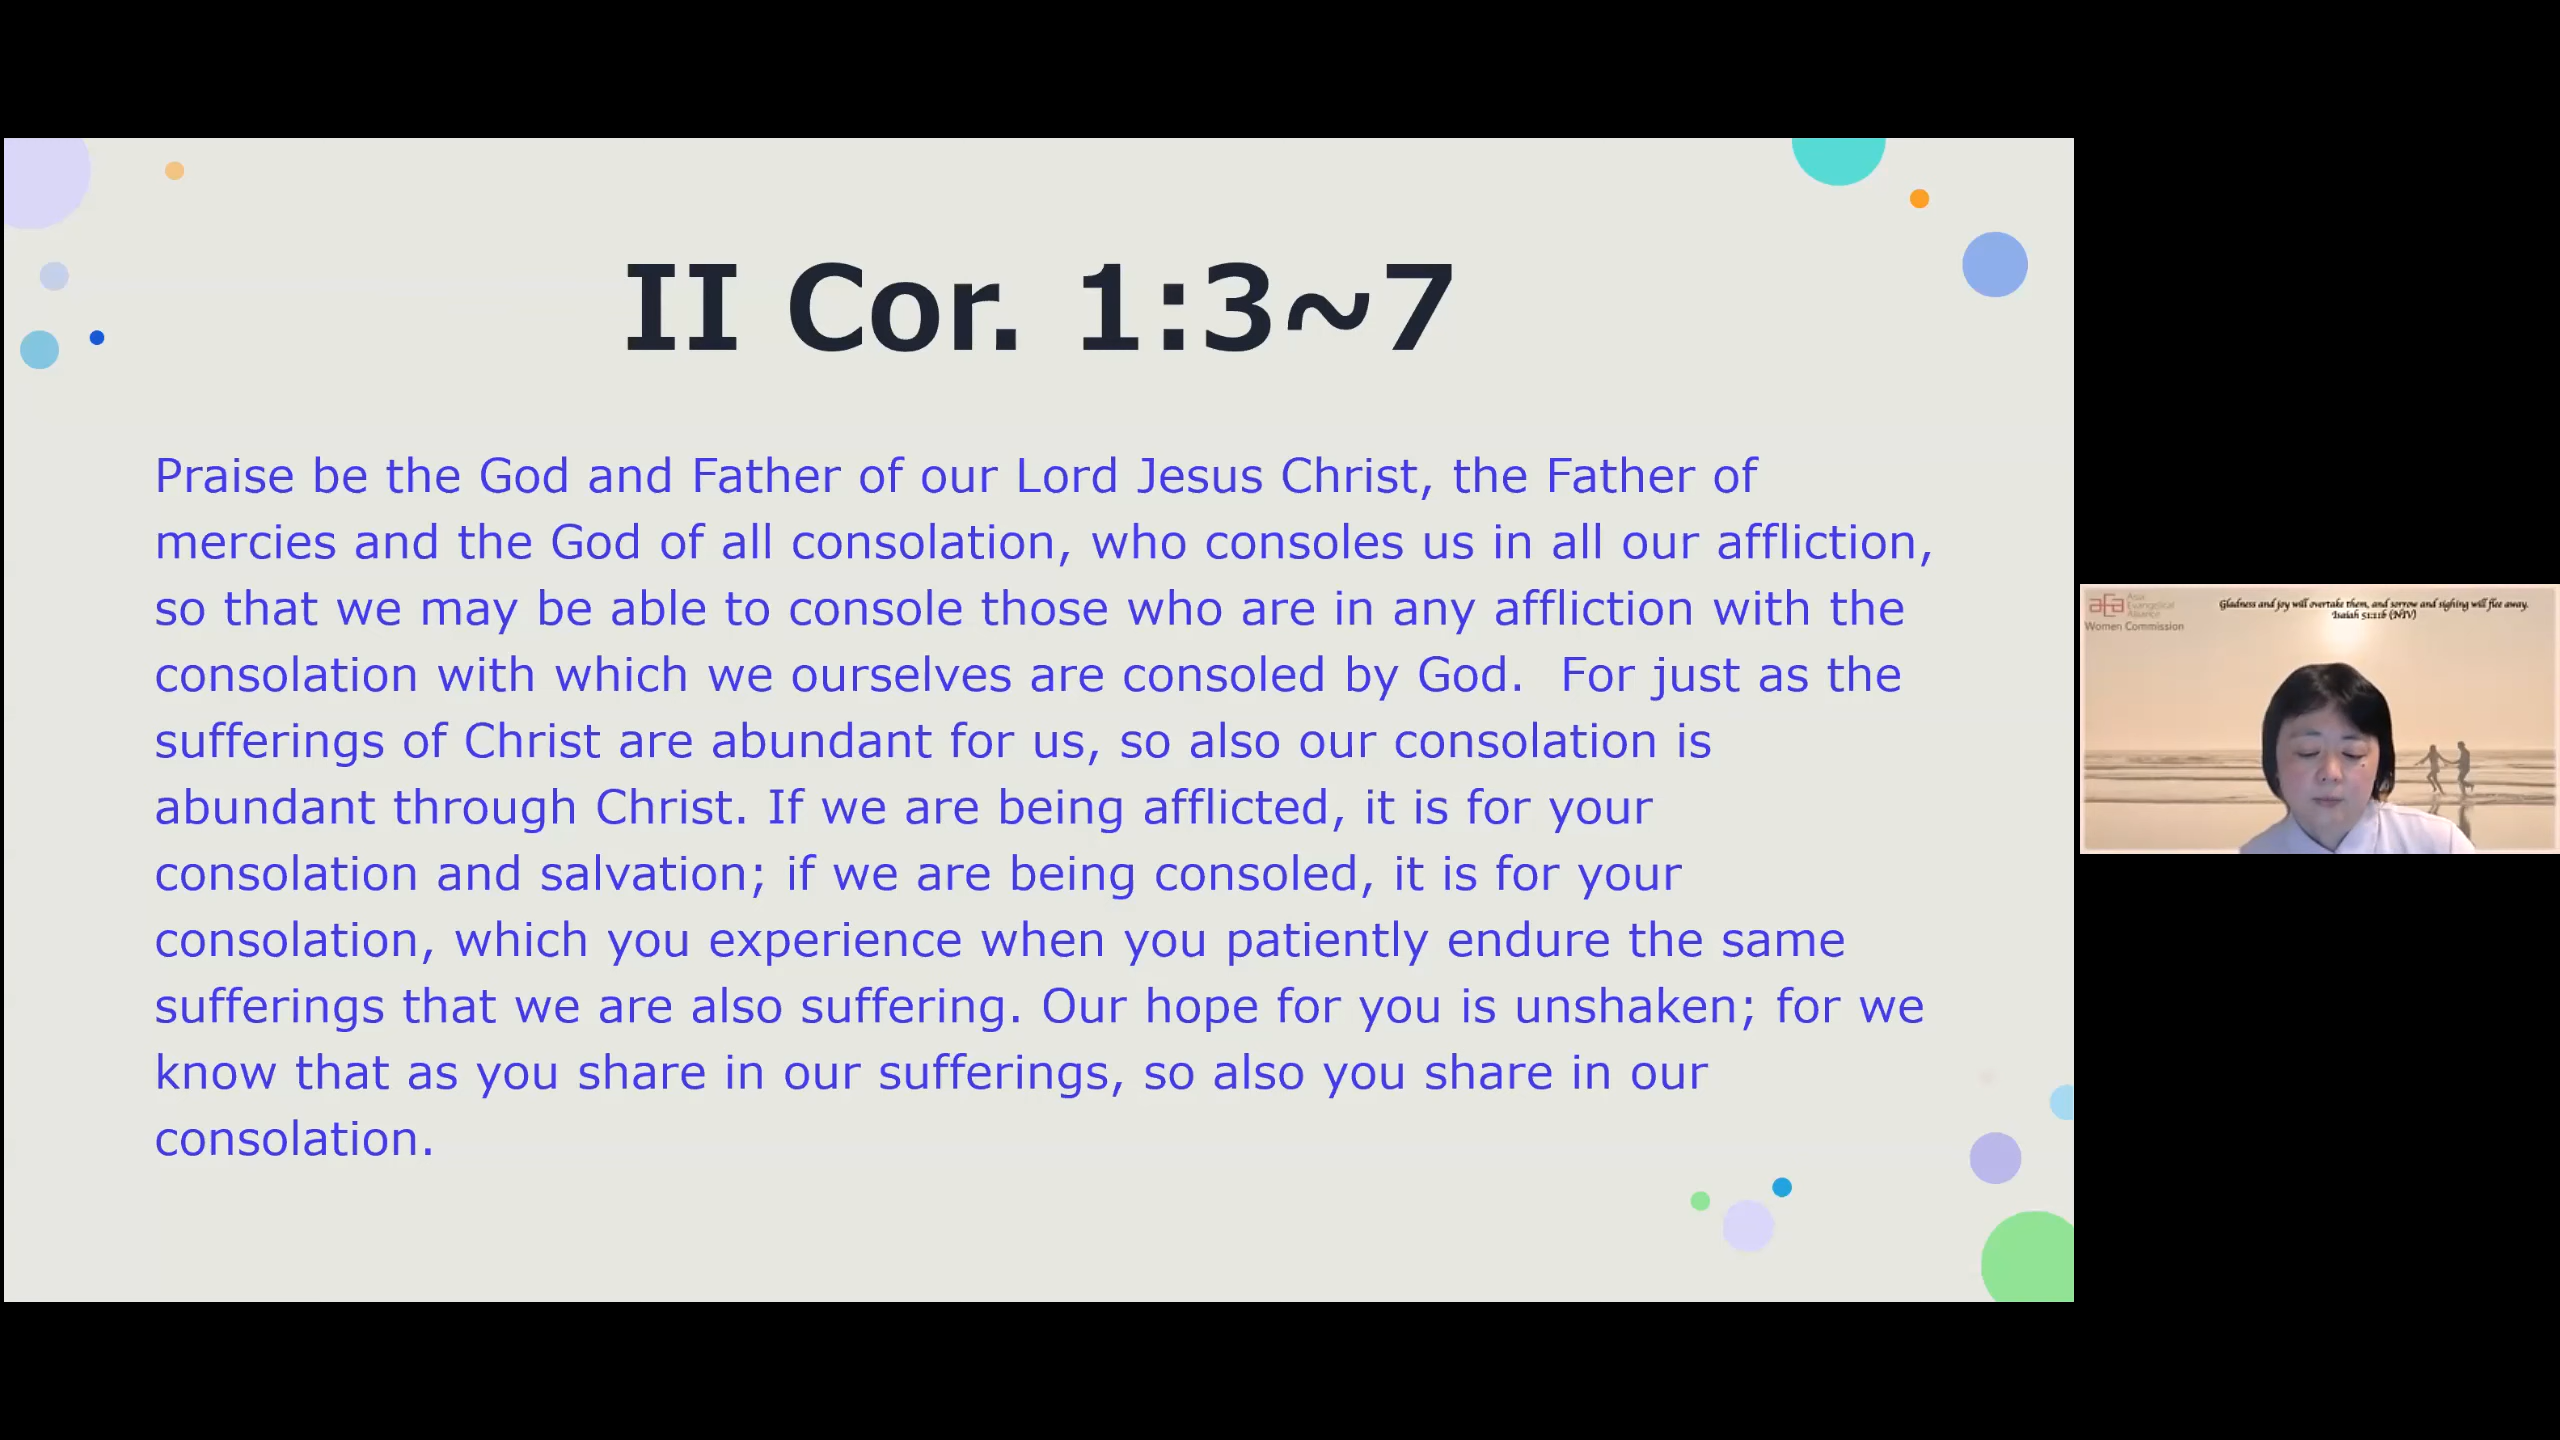 II Cor. 1:3~7
Praise be the God and Father of our Lord Jesus Christ, the Father of
mercies and the God of all consolation, who consoles us in all our affliction,
so that we may be able to console those who are in any affliction with the
consolation with which we ourselves are consoled by God.  For just as the
sufferings of Christ are abundant for us, so also our consolation is
abundant through Christ. If we are being afflicted, it is for your
consolation and salvation; if we are being consoled, it is for your
consolation, which you experience when you patiently endure the same
sufferings that we are also suffering. Our hope for you is unshaken; for we
know that as you share in our sufferings, so also you share in our
consolation.
aEa
Asia
Evangelical
Alliance
Women Commission
Gladness and joy will overtake them, and sorrow and sighing will flee away.
Isaiah 51:11b (NIV)